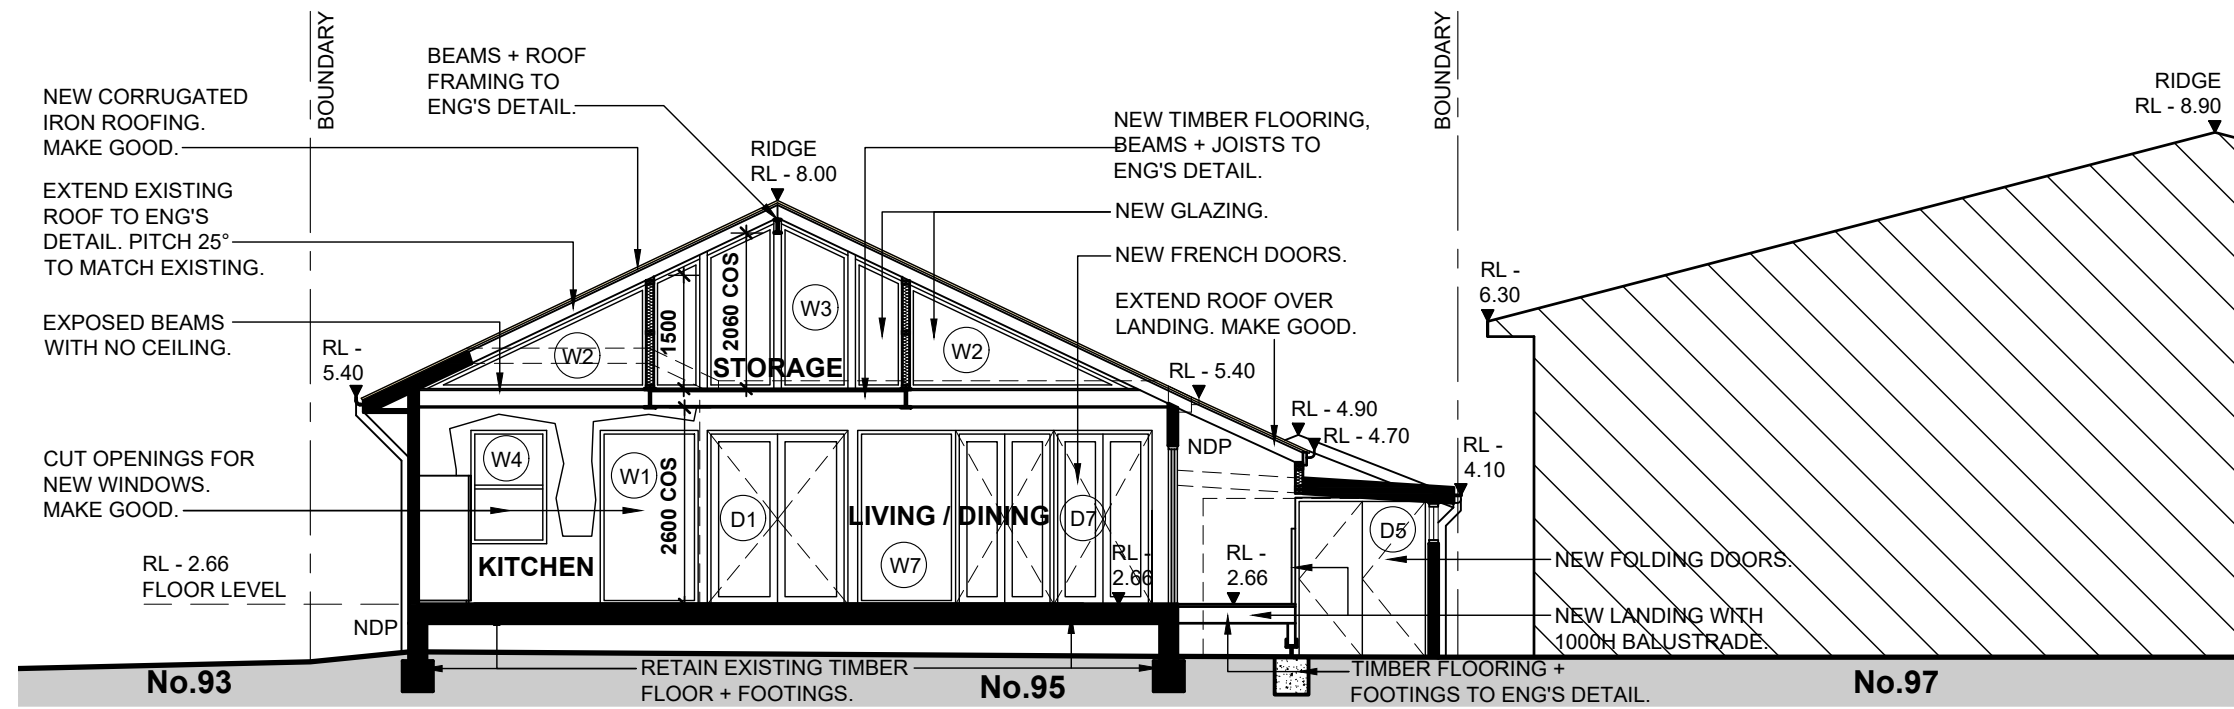 BOUNDARY
BOUNDARY
BEAMS + ROOF
FRAMING TO
ENG'S DETAIL.
NEW CORRUGATED
IRON ROOFING.
MAKE GOOD.
EXTEND EXISTING
ROOF TO ENG'S
DETAIL. PITCH 25°
TO MATCH EXISTING.
EXPOSED BEAMS
WITH NO CEILING.
RL -
5.40
CUT OPENINGS FOR
NEW WINDOWS.
MAKE GOOD.
RL - 2.66
FLOOR LEVEL
NDP
RIDGE
RL - 8.00
NEW TIMBER FLOORING,
BEAMS + JOISTS TO
ENG'S DETAIL.
NEW GLAZING.
NEW FRENCH DOORS.
EXTEND ROOF OVER
LANDING. MAKE GOOD.
RIDGE
RL - 8.90
RL -
6.30
RL - 5.40
RL - 4.90
RL - 4.70
RL -
4.10
NDP
W2
1500
2060 COS
W3
STORAGE
W2
W4
W1
2600 COS
D1
LIVING / DINING
D7
W7
KITCHEN
RL -
2.66
RL -
2.66
D5
NEW FOLDING DOORS.
NEW LANDING WITH
1000H BALUSTRADE.
RETAIN EXISTING TIMBER
FLOOR + FOOTINGS.
TIMBER FLOORING +
FOOTINGS TO ENG'S DETAIL.
No.93
No.95
No.97